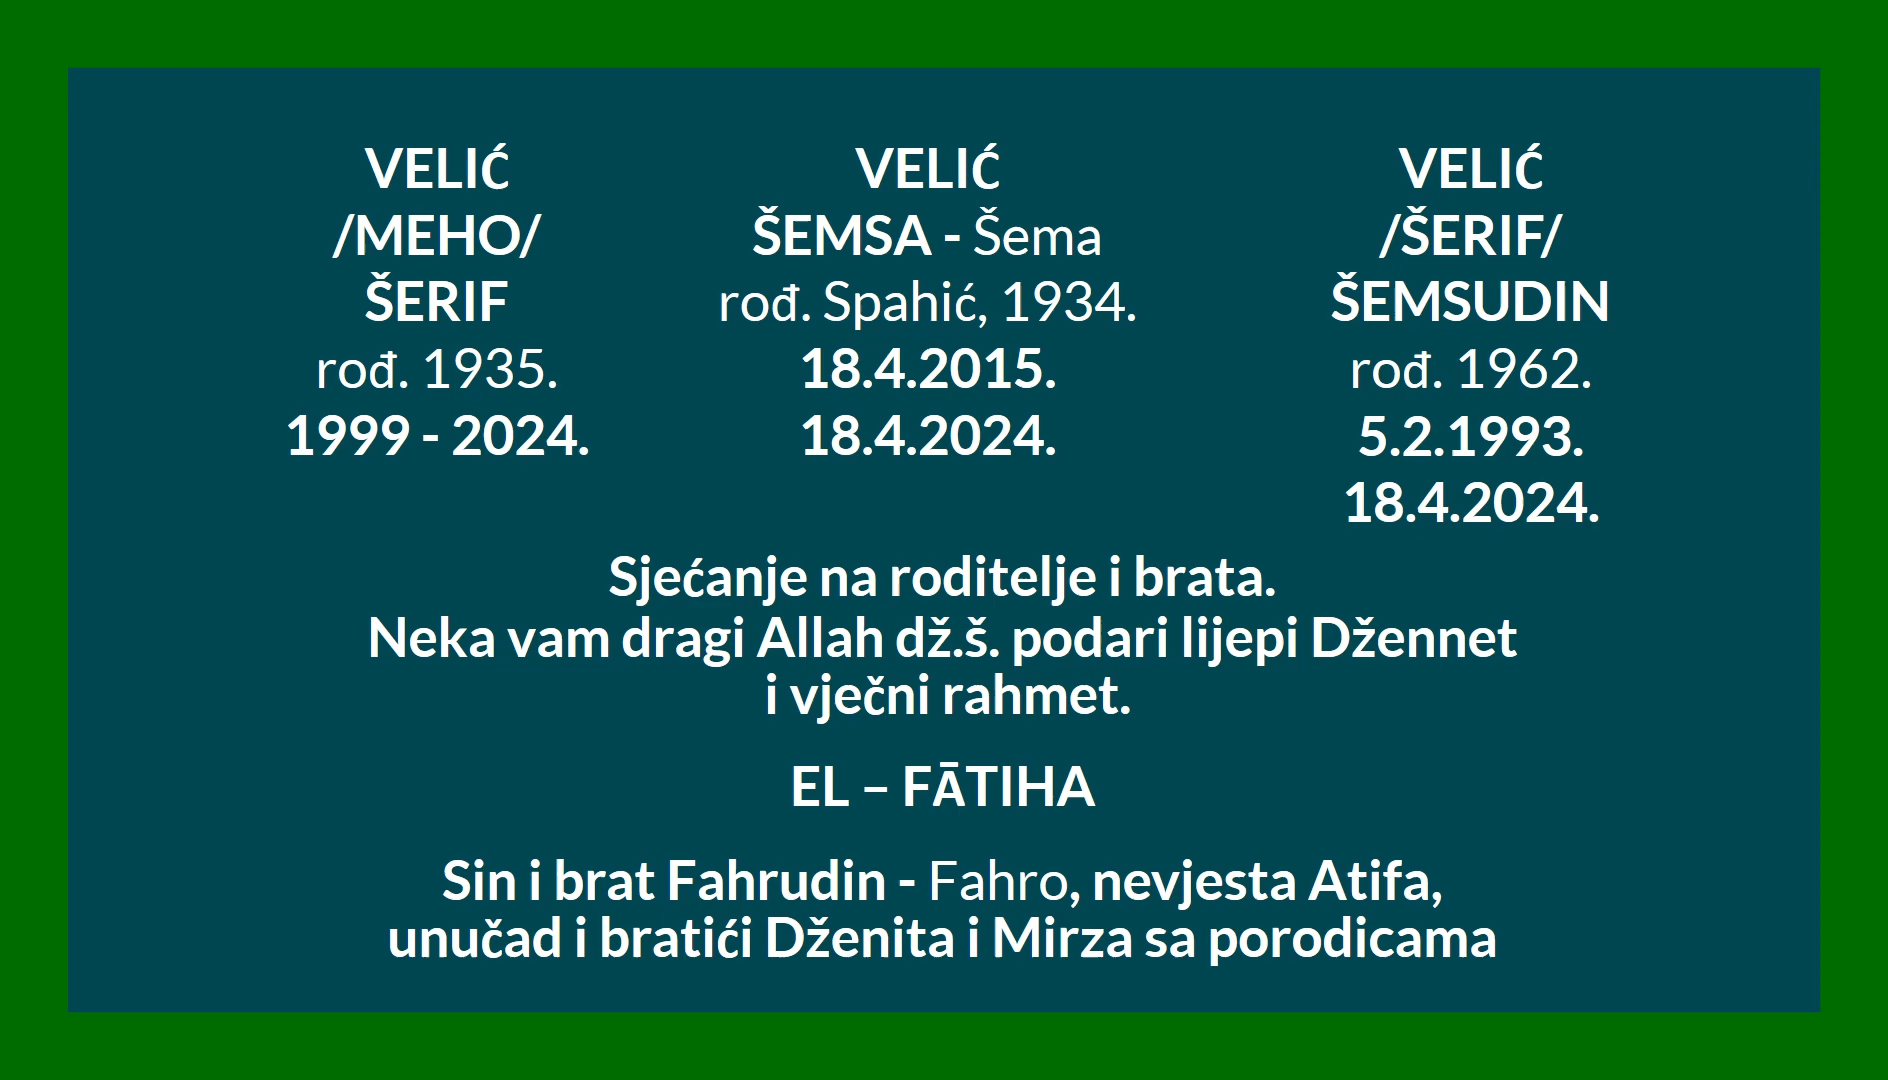 VELIĆ
/MEHO/
ŠERIF
rođ. 1935.
1999 - 2024.
VELIĆ
ŠEMSA - Šema
rođ. Spahić, 1934.
18.4.2015.
18.4.2024.
VELIĆ
/ŠERIF/
ŠEMSUDIN
rođ. 1962.
5.2.1993.
18.4.2024.
Sjećanje na roditelje i brata.
Neka vam dragi Allah dž.š. podari lijepi Džennet
i vječni rahmet.
EL – FĀTIHA
Sin i brat Fahrudin - Fahro, nevjesta Atifa,
unučad i bratići Dženita i Mirza sa porodicama